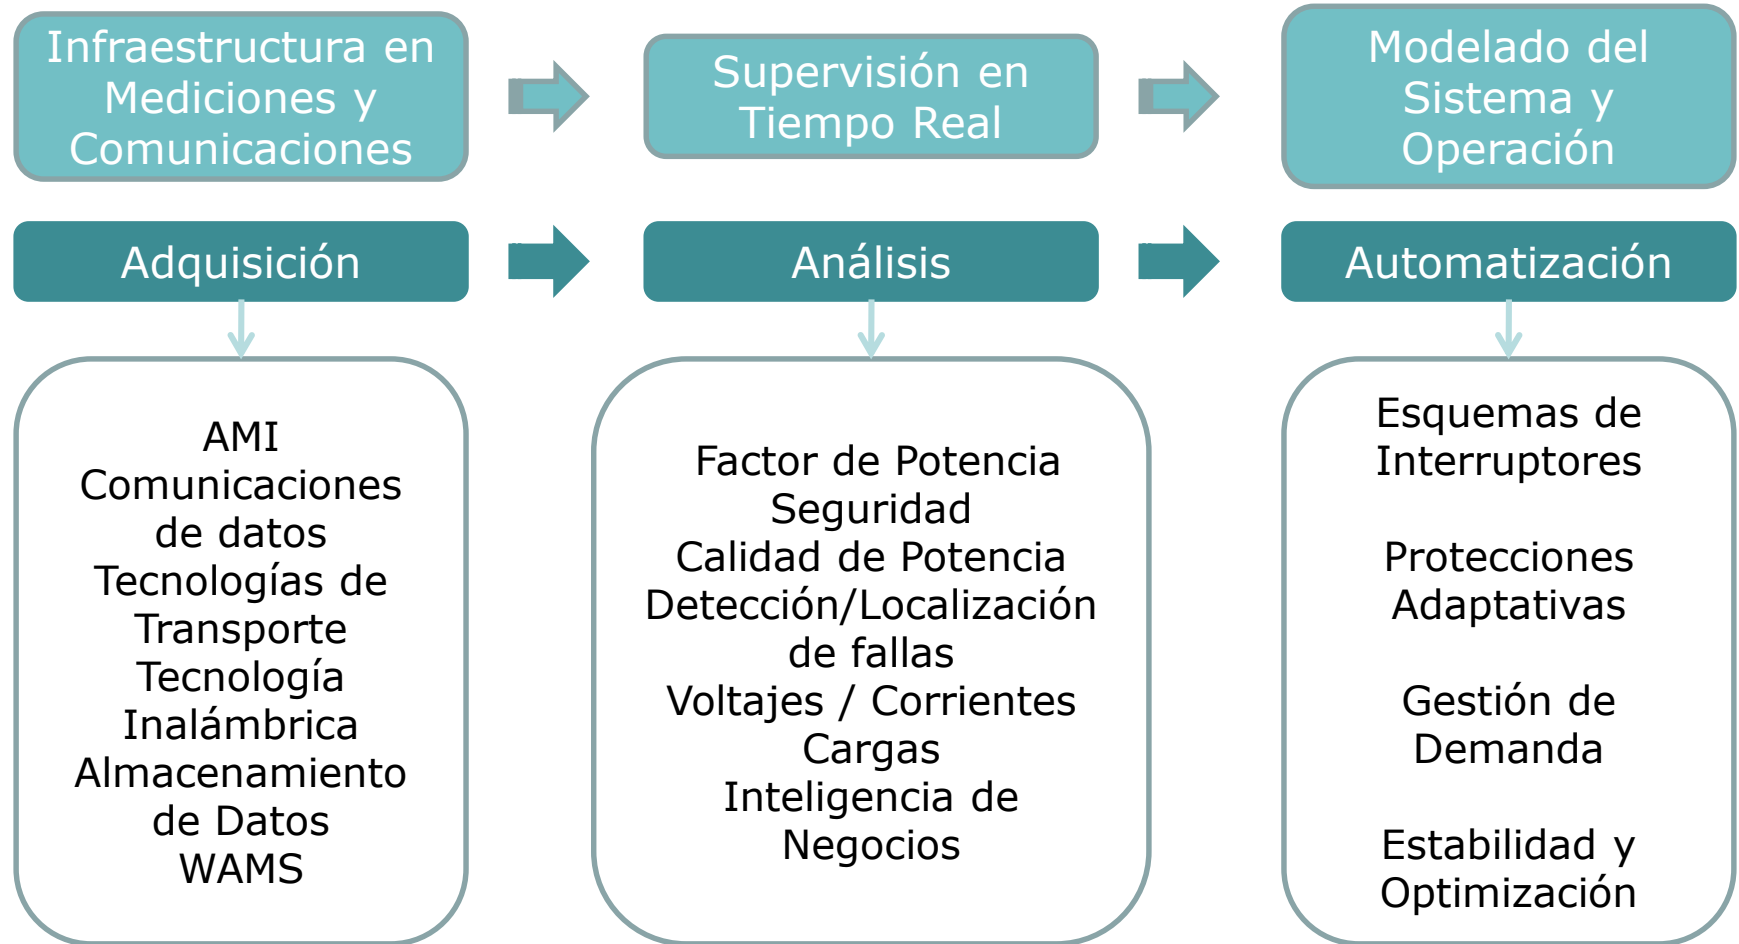 Infraestructura en
Mediciones y
Comunicaciones
Supervisión en
Tiempo Real
Modelado del
Sistema y
Operación
Adquisición
Análisis
Automatización
AMI
Comunicaciones
de datos
Tecnologías de
Transporte
Tecnología
Inalámbrica
Almacenamiento
de Datos
WAMS
Factor de Potencia
Seguridad
Calidad de Potencia
Detección/Localización
de fallas
Voltajes / Corrientes
Cargas
Inteligencia de
Negocios
Esquemas de
Interruptores
Protecciones
Adaptativas
Gestión de
Demanda
Estabilidad y
Optimización